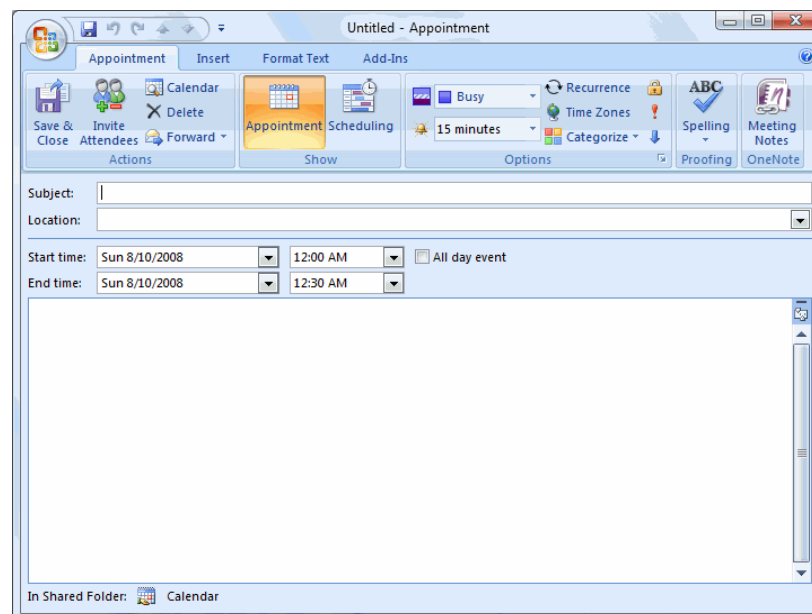 Untitled - Appointment
Appointment Insert Format Text Add-Ins
Save & Close
Invite Attendees
Calendar
Delete
Forward
Actions
Appointment Scheduling
Show
Busy
15 minutes
Recurrence
Time Zones
Categorize
Options
ABC
Spelling
Proofing
Meeting Notes
OneNote
Subject:
Location:
Start time: Sun 8/10/2008 12:00 AM All day event
End time: Sun 8/10/2008 12:30 AM
In Shared Folder: Calendar